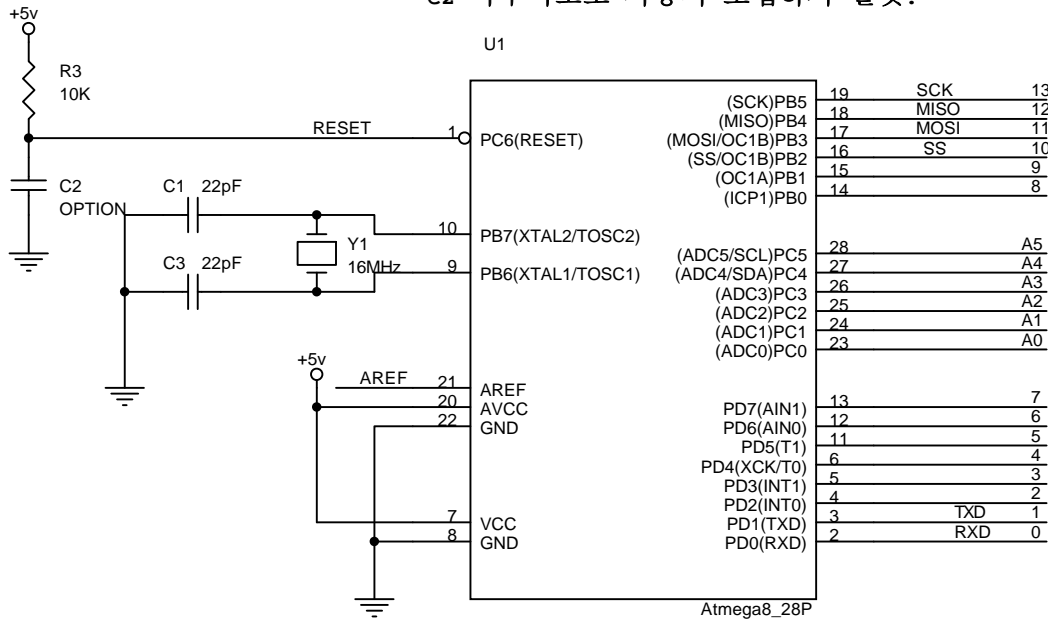 C2 말것.
+5v
U1
R3
10K
RESET
1
PC6(RESET)
C2
OPTION
C1 22pF
10
PB7(XTAL2/TOSC2)
Y1
16MHz
C3 22pF
9
PB6(XTAL1/TOSC1)
+5v
AREF
21
AREF
20
AVCC
22
GND
7
VCC
8
GND
(SCK)PB5 19 SCK 13
(MISO)PB4 18 MISO 12
(MOSI/OC1B)PB3 17 MOSI 11
(SS/OC1B)PB2 16 SS 10
(OC1A)PB1 15 9
(ICP1)PB0 14 8
(ADC5/SCL)PC5 28 A5
(ADC4/SDA)PC4 27 A4
(ADC3)PC3 26 A3
(ADC2)PC2 25 A2
(ADC1)PC1 24 A1
(ADC0)PC0 23 A0
PD7(AIN1) 13 7
PD6(AIN0) 12 6
PD5(T1) 11 5
PD4(XCK/T0) 6 4
PD3(INT1) 5 3
PD2(INT0) 4 2
PD1(TXD) 3 TXD 1
PD0(RXD) 2 RXD 0
Atmega8_28P